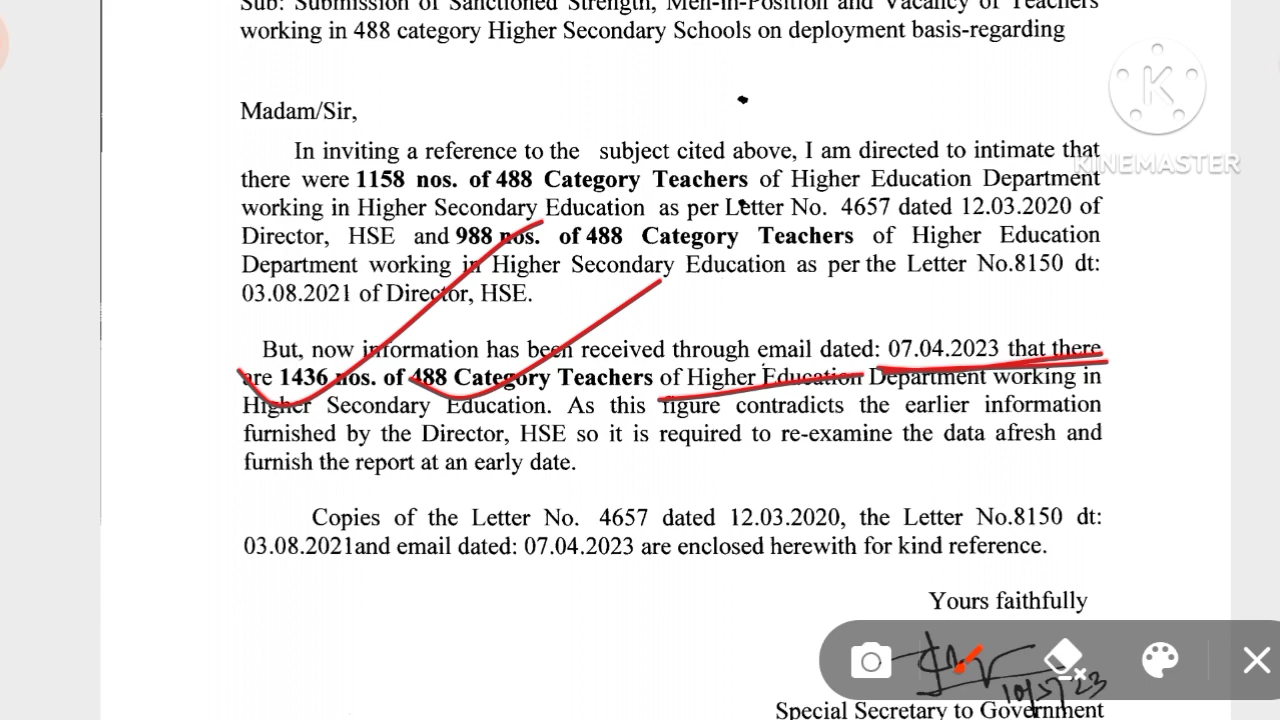 Sub: Submission of Sanctioned Strength, Men-in-Position and Vacancy of Teachers
working in 488 category Higher Secondary Schools on deployment basis-regarding
K
KINEMASTER
Madam/Sir,
In inviting a reference to the subject cited above, I am directed to intimate that
there were 1158 nos. of 488 Category Teachers of Higher Education Department
working in Higher Secondary Education as per Letter No. 4657 dated 12.03.2020 of
Director, HSE and 988 nos. of 488 Category Teachers of Higher Education
Department working in Higher Secondary Education as per the Letter No.8150 dt:
03.08.2021 of Director, HSE.
But, now information has been received through email dated: 07.04.2023 that there
are 1436 nos. of 488 Category Teachers of Higher Education Department working in
Higher Secondary Education. As this figure contradicts the earlier information
furnished by the Director, HSE so it is required to re-examine the data afresh and
furnish the report at an early date.
Copies of the Letter No. 4657 dated 12.03.2020, the Letter No.8150 dt:
03.08.2021and email dated: 07.04.2023 are enclosed herewith for kind reference.
Yours faithfully
10/5/23
Special Secretary to Government